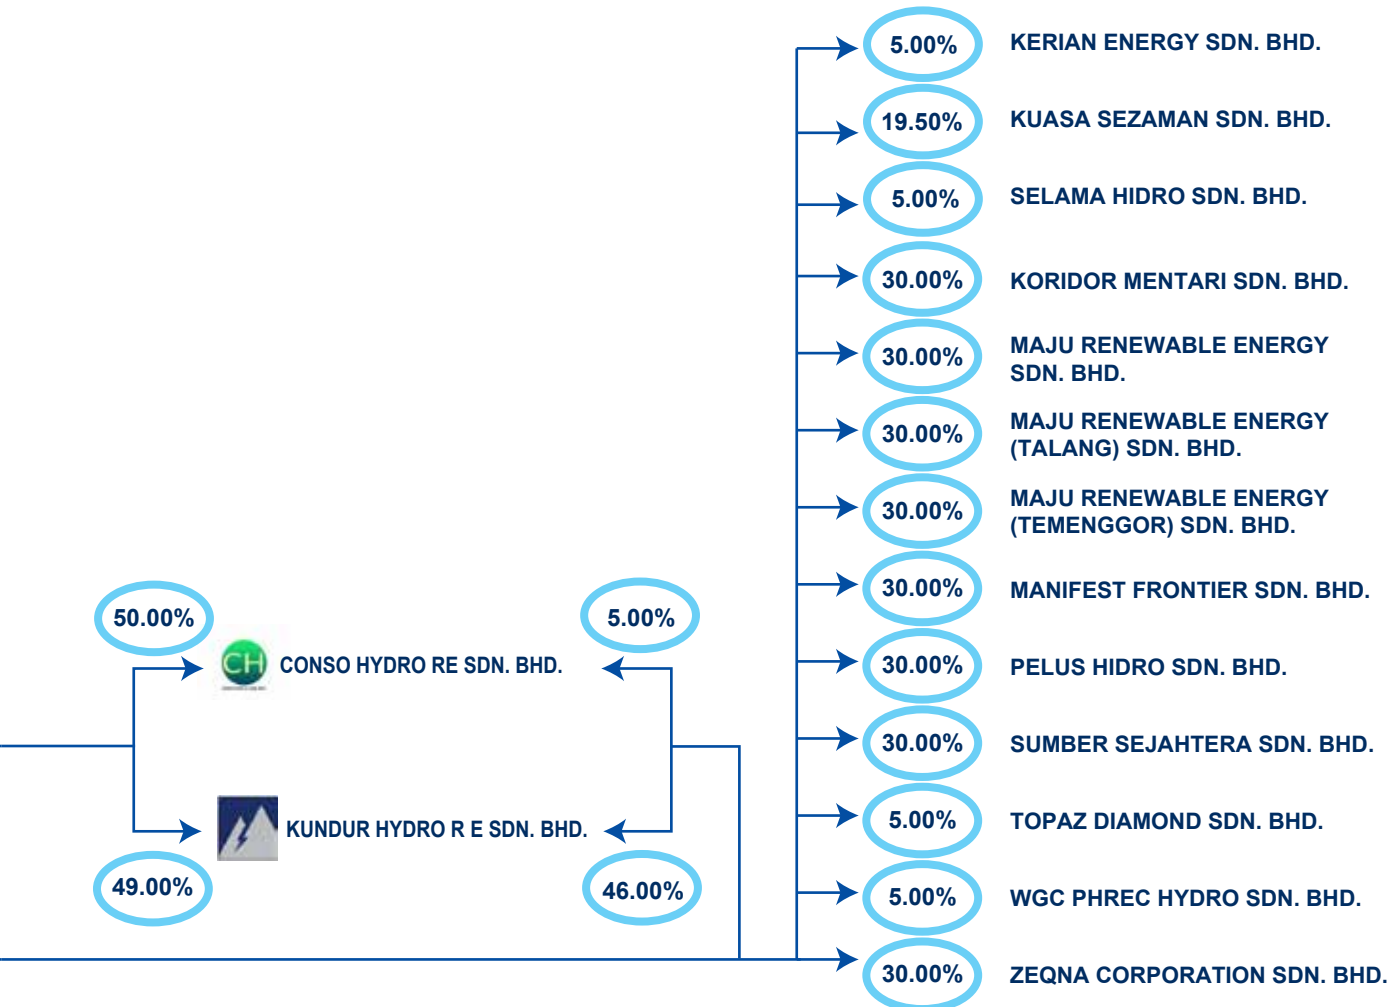 5.00% KERIAN ENERGY SDN. BHD.
19.50% KUASA SEZAMAN SDN. BHD.
5.00% SELAMA HIDRO SDN. BHD.
30.00% KORIDOR MENTARI SDN. BHD.
30.00% MAJU RENEWABLE ENERGY
SDN. BHD.
30.00% MAJU RENEWABLE ENERGY
(TALANG) SDN. BHD.
30.00% MAJU RENEWABLE ENERGY
(TEMENGGOR) SDN. BHD.
30.00% MANIFEST FRONTIER SDN. BHD.
50.00%
5.00%
CH CONSO HYDRO RE SDN. BHD.
30.00% PELUS HIDRO SDN. BHD.
30.00% SUMBER SEJAHTERA SDN. BHD.
KUNDUR HYDRO R E SDN. BHD.
5.00% TOPAZ DIAMOND SDN. BHD.
49.00%
46.00%
5.00% WGC PHREC HYDRO SDN. BHD.
30.00% ZEQNA CORPORATION SDN. BHD.